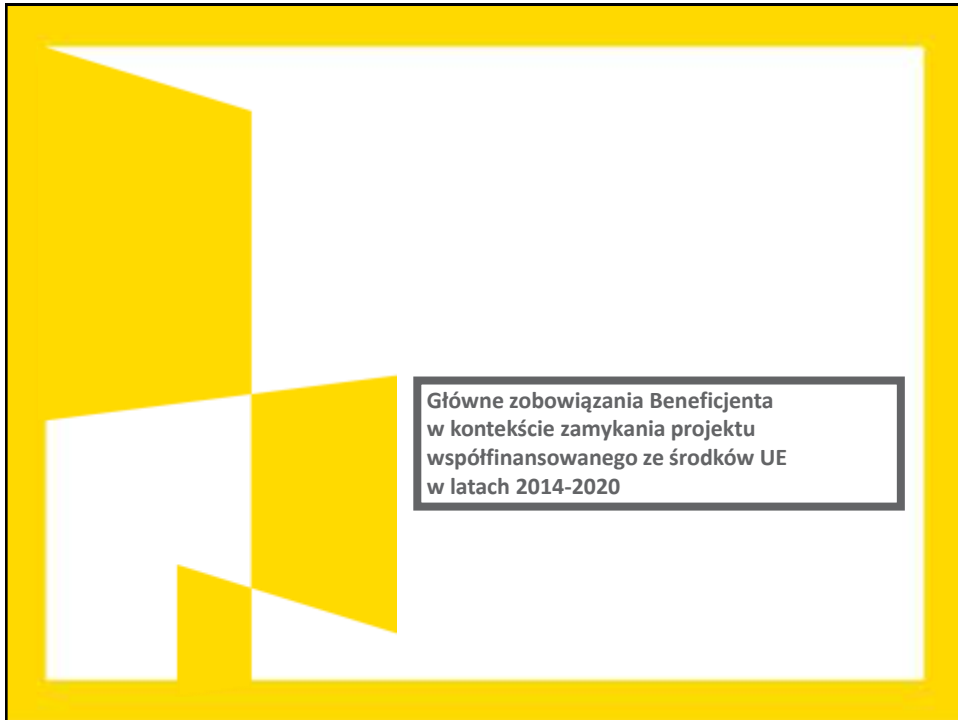 Główne zobowiązania Beneficjenta
w kontekście zamykania projektu
współfinansowanego ze środków UE
w latach 2014-2020